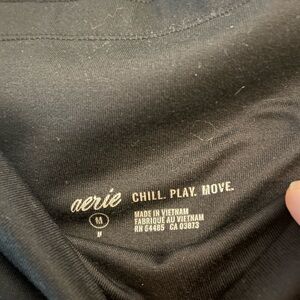 aerie CHILL. PLAY. MOVE.
M
M
MADE IN VIETNAM
FABRIQUÉ AU VIETNAM
RN 54485 CA 03873